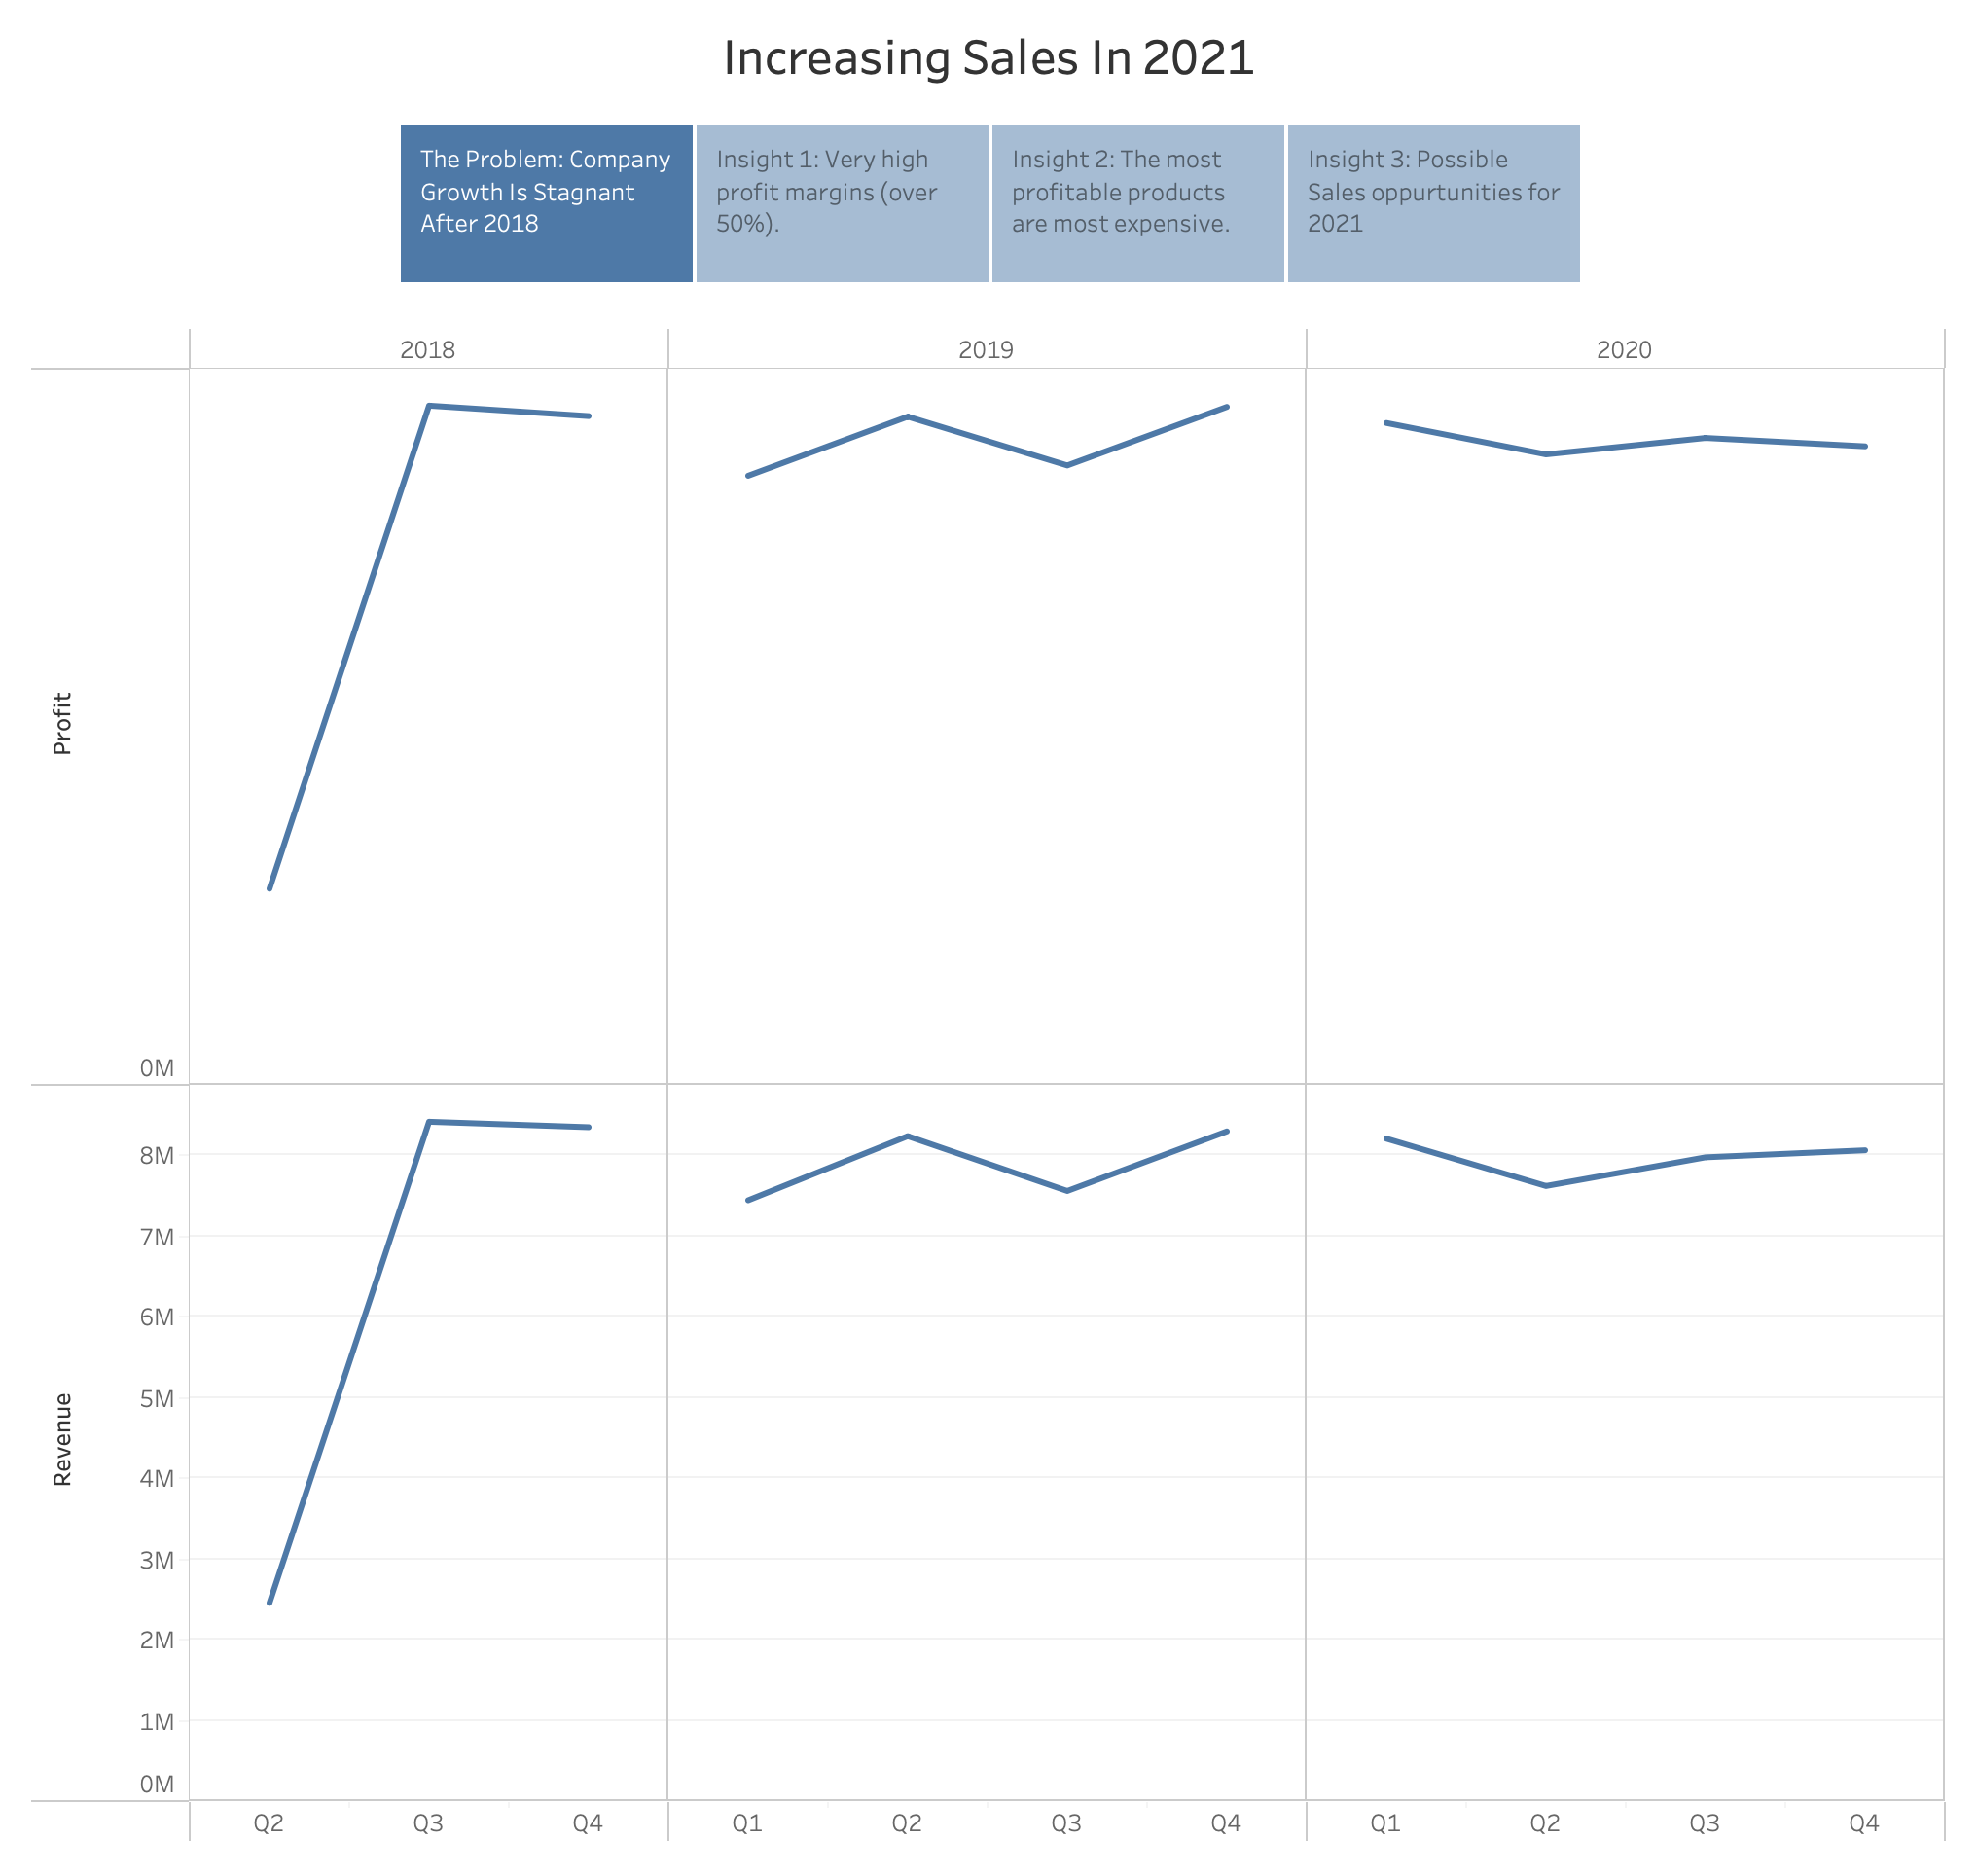 Increasing Sales In 2021
The Problem: Company
Growth Is Stagnant
After 2018
Insight 1: Very high
profit margins (over
50%).
Insight 2: The most
profitable products
are most expensive.
Insight 3: Possible
Sales oppurtunities for
2021
2018
2019
2020
Profit
0M
Revenue
8M
7M
6M
5M
4M
3M
2M
1M
0M
Q2
Q3
Q4
Q1
Q2
Q3
Q4
Q1
Q2
Q3
Q4